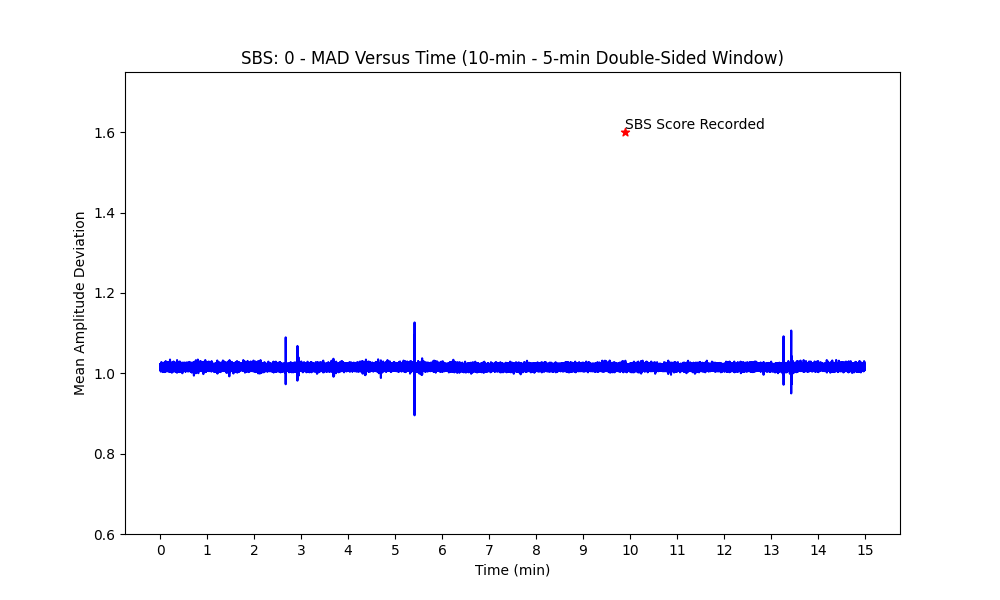 SBS: 0 - MAD Versus Time (10-min - 5-min Double-Sided Window)
SBS Score Recorded
Mean Amplitude Deviation
1.6
1.4
1.2
1.0
0.8
0.6
0 1 2 3 4 5 6 7 8 9 10 11 12 13 14 15
Time (min)